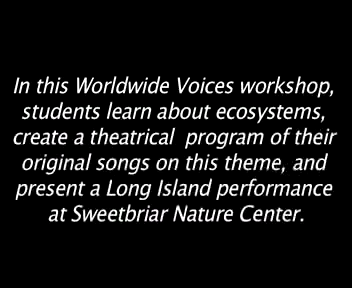 In this Worldwide Voices workshop,
students learn about ecosystems,
create a theatrical  program of their
original songs on this theme, and
present a Long Island performance
at Sweetbriar Nature Center.